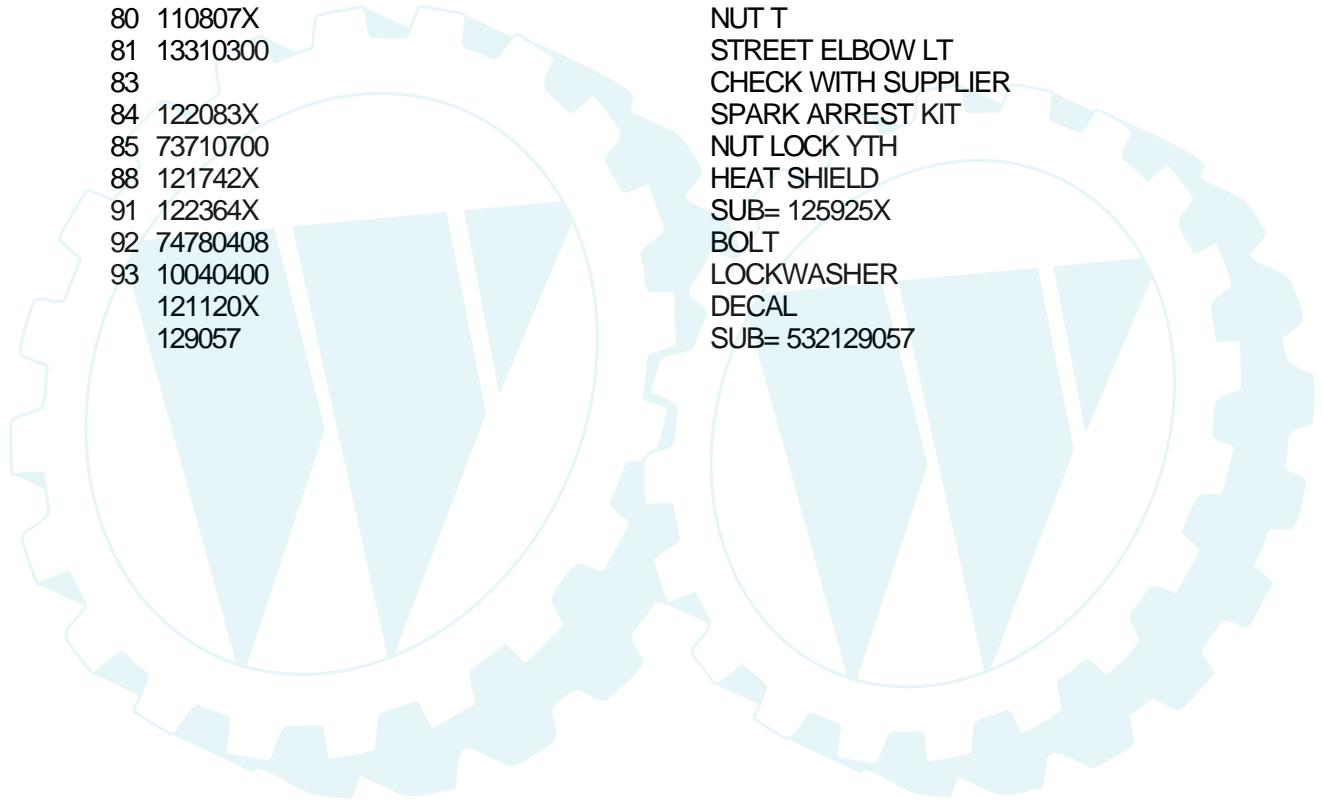 80 110807X NUT T
81 13310300 STREET ELBOW LT
83 CHECK WITH SUPPLIER
84 122083X SPARK ARREST KIT
85 73710700 NUT LOCK YTH
88 121742X HEAT SHIELD
91 122364X SUB= 125925X
92 74780408 BOLT
93 10040400 LOCKWASHER
121120X DECAL
129057 SUB= 532129057